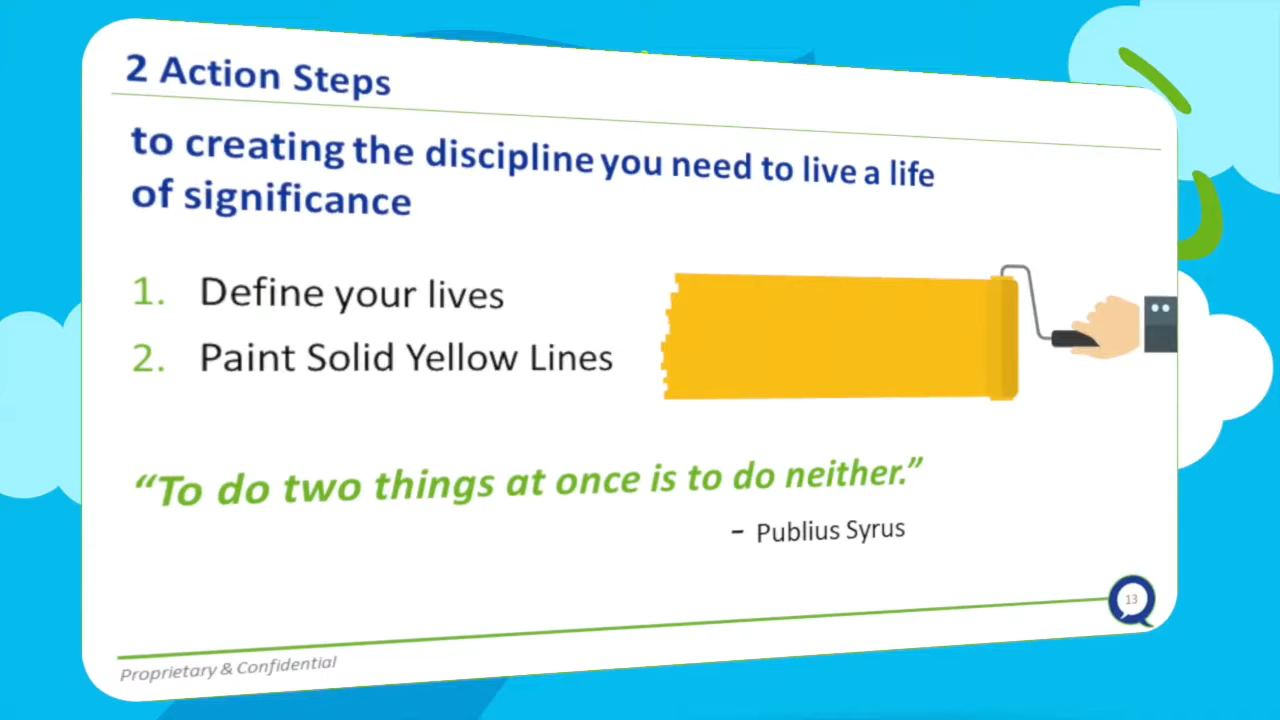 2 Action Steps
to creating the discipline you need to live a life
of significance
1. Define your lives
2. Paint Solid Yellow Lines
“To do two things at once is to do neither.”
– Publius Syrus
13
Proprietary & Confidential